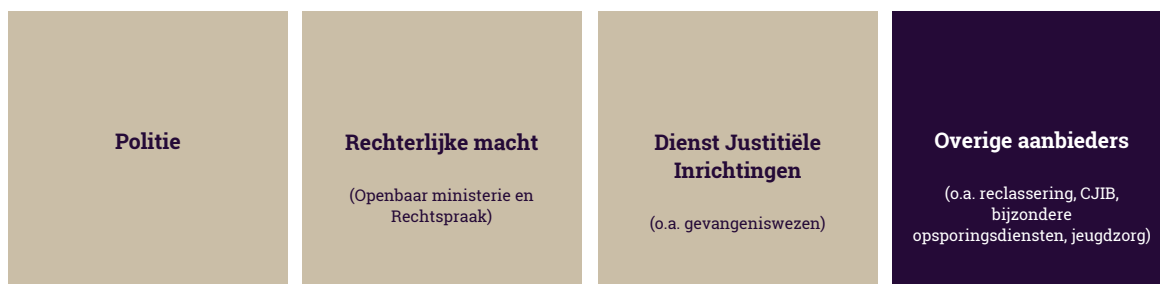 Politie
Rechterlijke macht
(Openbaar ministerie en
Rechtspraak)
Dienst Justitiële
Inrichtingen
(o.a. gevangeniswezen)
Overige aanbieders
(o.a. reclassering, CJIB,
bijzondere
opsporingsdiensten, jeugdzorg)